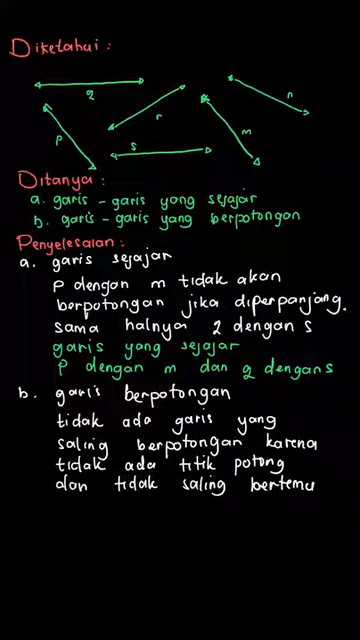 Diketahui :
q
r
n
p
s
m
Ditanya :
a. garis - garis yang sejajar
b. garis - garis yang berpotongan
Penyelesaian :
a. garis sejajar
p dengan m tidak akan
berpotongan jika diperpanjang.
sama halnya q dengan s
garis yang sejajar
p dengan m dan q dengan s
b. garis berpotongan
tidak ada garis yang
saling berpotongan karena
tidak ada titik potong
dan tidak saling bertemu